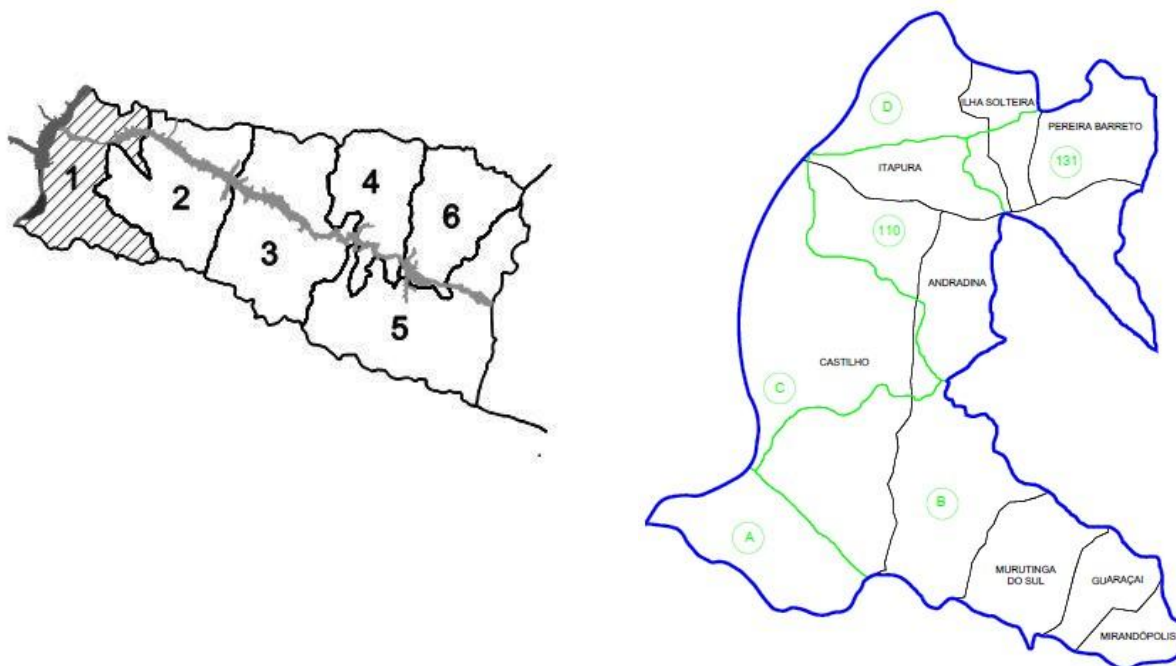 1
2
3
4
6
5
D
ILHA SOLTEIRA
PEREIRA BARRETO
131
ITAPURA
110
ANDRADINA
CASTILHO
C
B
A
MURUTINGA
DO SUL
GUARAÇAI
MIRANDÓPOLIS